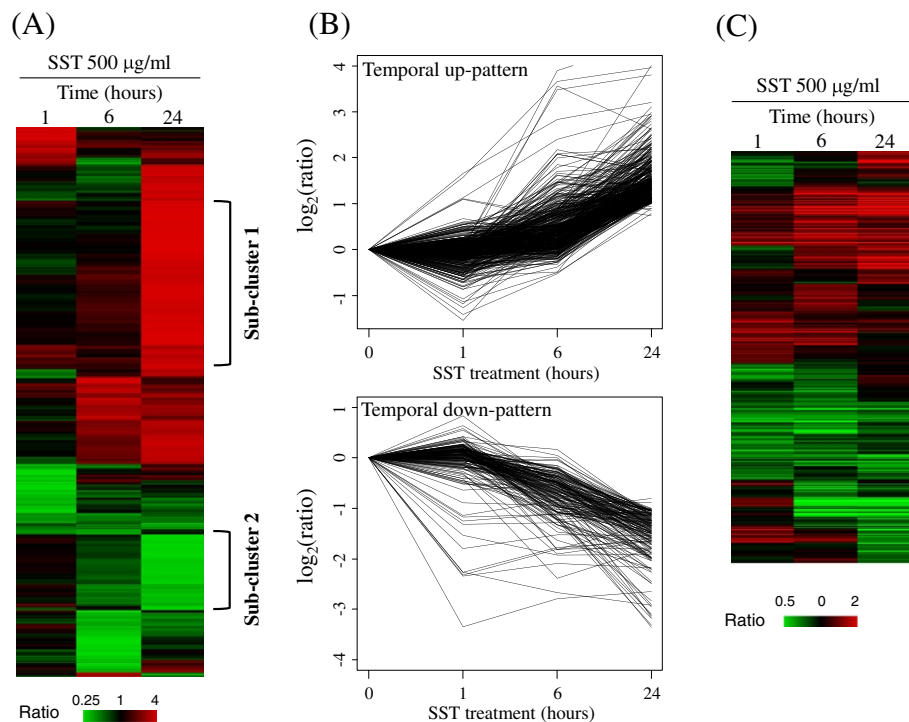 (A)
SST 500 μg/ml
Time (hours)
1 6 24
Sub-cluster 1
Sub-cluster 2
Ratio
0.25 1 4
(B)
Temporal up-pattern
log2(ratio)
4
3
2
1
0
-1
0 1 6 24
SST treatment (hours)
Temporal down-pattern
log2(ratio)
1
0
-1
-2
-3
-4
0 1 6 24
SST treatment (hours)
(C)
SST 500 μg/ml
Time (hours)
1 6 24
0.5 0 2
Ratio